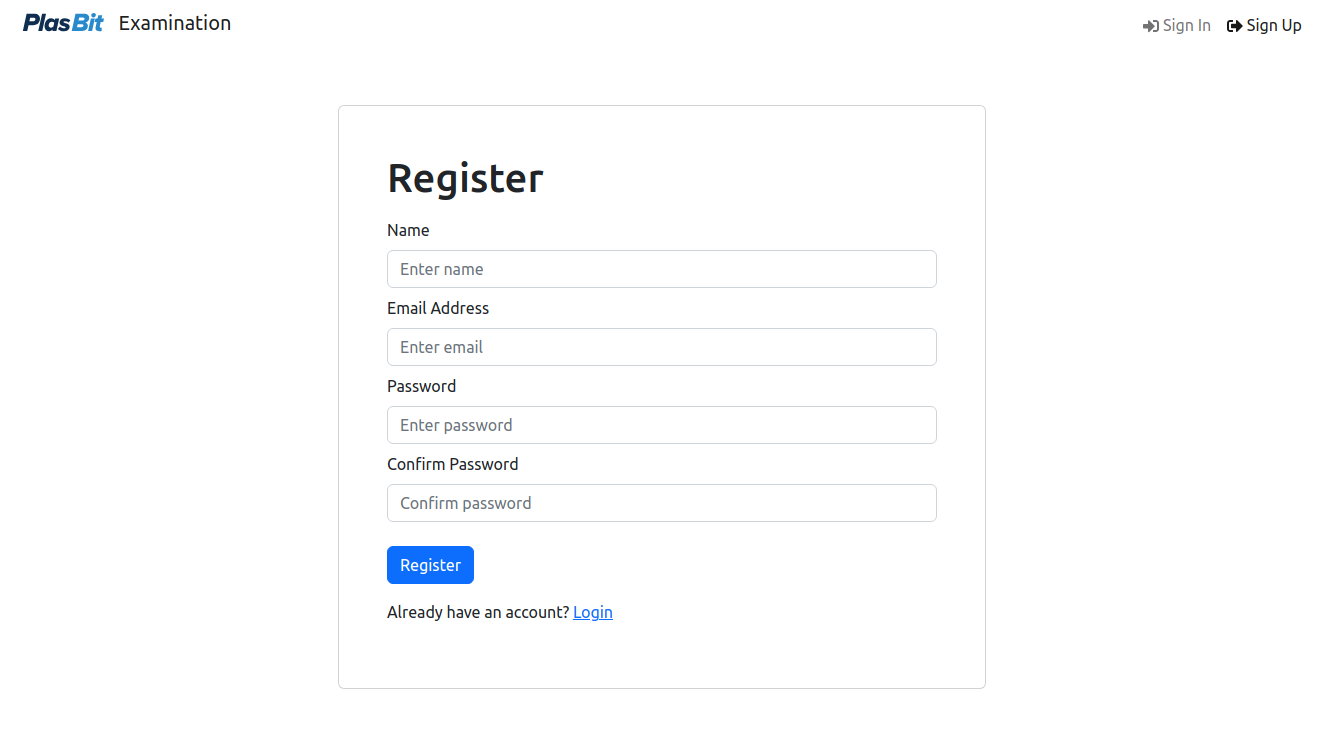 PlasBit Examination Sign In Sign Up
Register
Name
Enter name
Email Address
Enter email
Password
Enter password
Confirm Password
Confirm password
Register
Already have an account? Login